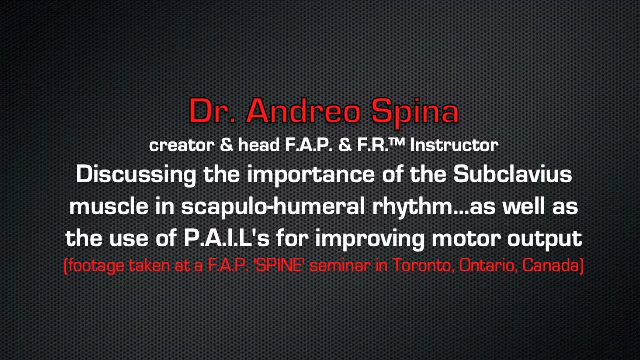 Dr. Andreo Spina
creator & head F.A.P. & F.R.™ Instructor
Discussing the importance of the Subclavius
muscle in scapulo-humeral rhythm...as well as
the use of P.A.I.L's for improving motor output
(footage taken at a F.A.P. 'SPINE' seminar in Toronto, Ontario, Canada)